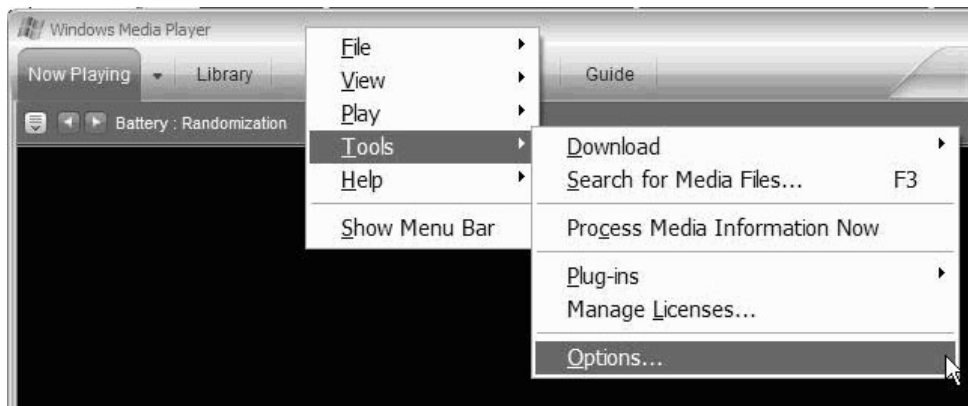 Windows Media Player
Now Playing Library Guide
Battery : Randomization
File
View
Play
Tools
Help
Show Menu Bar
Download
Search for Media Files... F3
Process Media Information Now
Plug-ins
Manage Licenses...
Options...